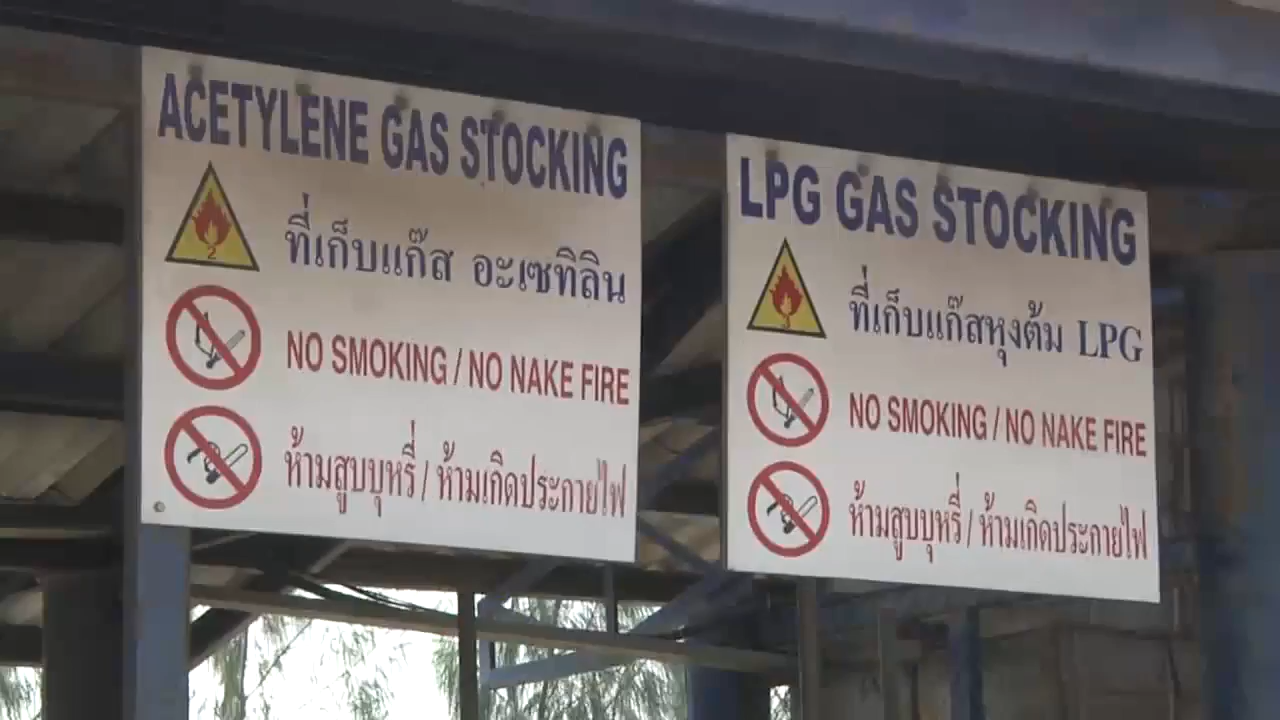 ACETYLENE GAS STOCKING
2
ที่เก็บแก๊ส อะเซทิลิน
NO SMOKING / NO NAKE FIRE
ห้ามสูบบุหรี่ / ห้ามเกิดประกายไฟ
LPG GAS STOCKING
2
ที่เก็บแก๊สหุงต้ม LPG
NO SMOKING / NO NAKE FIRE
ห้ามสูบบุหรี่ / ห้ามเกิดประกายไฟ